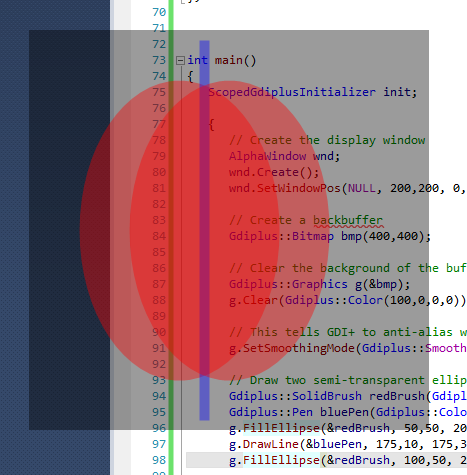 70
71
72
73 int main()
74 {
75 ScopedGdiplusInitializer init;
76
77 {
78 // Create the display window
79 AlphaWindow wnd;
80 wnd.Create();
81 wnd.SetWindowPos(NULL, 200,200, 0,
82
83 // Create a backbuffer
84 Gdiplus::Bitmap bmp(400,400);
85
86 // Clear the background of the buf
87 Gdiplus::Graphics g(&bmp);
88 g.Clear(Gdiplus::Color(100,0,0,0))
89
90 // This tells GDI+ to anti-alias w
91 g.SetSmoothingMode(Gdiplus::Smooth
92
93 // Draw two semi-transparent ellip
94 Gdiplus::SolidBrush redBrush(Gdipl
95 Gdiplus::Pen bluePen(Gdiplus::Colo
96 g.FillEllipse(&redBrush, 50,50, 20
97 g.DrawLine(&bluePen, 175,10, 175,3
98 g.FillEllipse(&redBrush, 100,50, 2